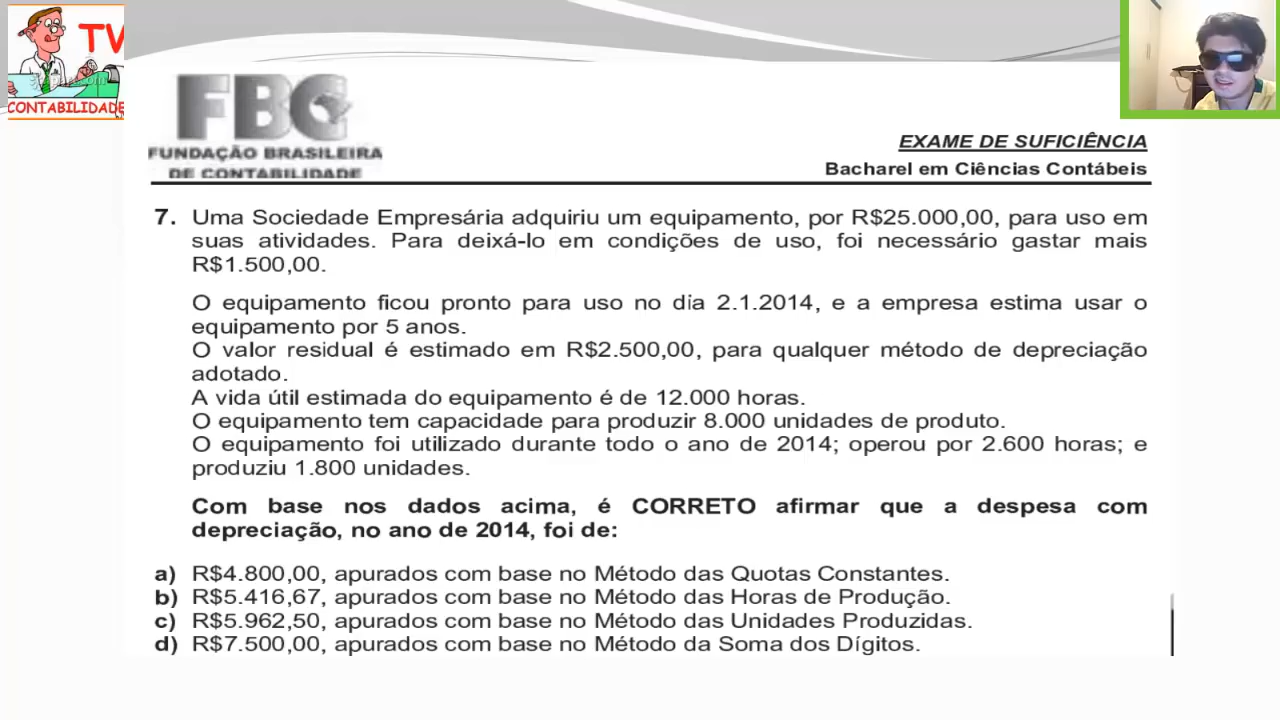 TV
CONTABILIDADE
FBC
FUNDAÇÃO BRASILEIRA
DE CONTABILIDADE
EXAME DE SUFICIÊNCIA
Bacharel em Ciências Contábeis
7. Uma Sociedade Empresária adquiriu um equipamento, por R$25.000,00, para uso em
suas atividades. Para deixá-lo em condições de uso, foi necessário gastar mais
R$1.500,00.
O equipamento ficou pronto para uso no dia 2.1.2014, e a empresa estima usar o
equipamento por 5 anos.
O valor residual é estimado em R$2.500,00, para qualquer método de depreciação
adotado.
A vida útil estimada do equipamento é de 12.000 horas.
O equipamento tem capacidade para produzir 8.000 unidades de produto.
O equipamento foi utilizado durante todo o ano de 2014; operou por 2.600 horas; e
produziu 1.800 unidades.
Com base nos dados acima, é CORRETO afirmar que a despesa com
depreciação, no ano de 2014, foi de:
a) R$4.800,00, apurados com base no Método das Quotas Constantes.
b) R$5.416,67, apurados com base no Método das Horas de Produção.
c) R$5.962,50, apurados com base no Método das Unidades Produzidas.
d) R$7.500,00, apurados com base no Método da Soma dos Dígitos.